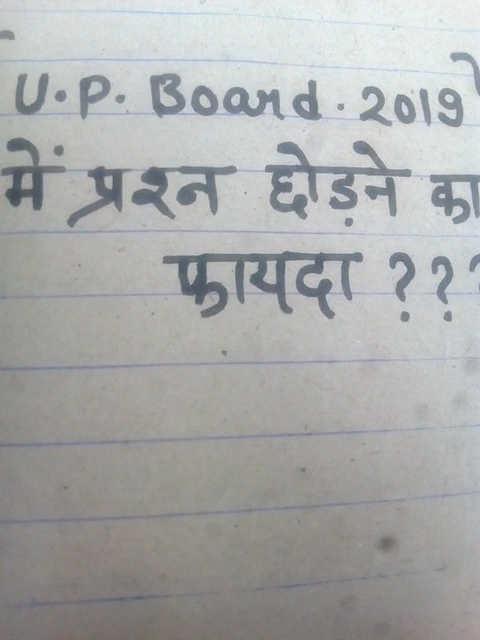 U.P. Board. 2019
में प्रश्न छोड़ने का
फायदा ???